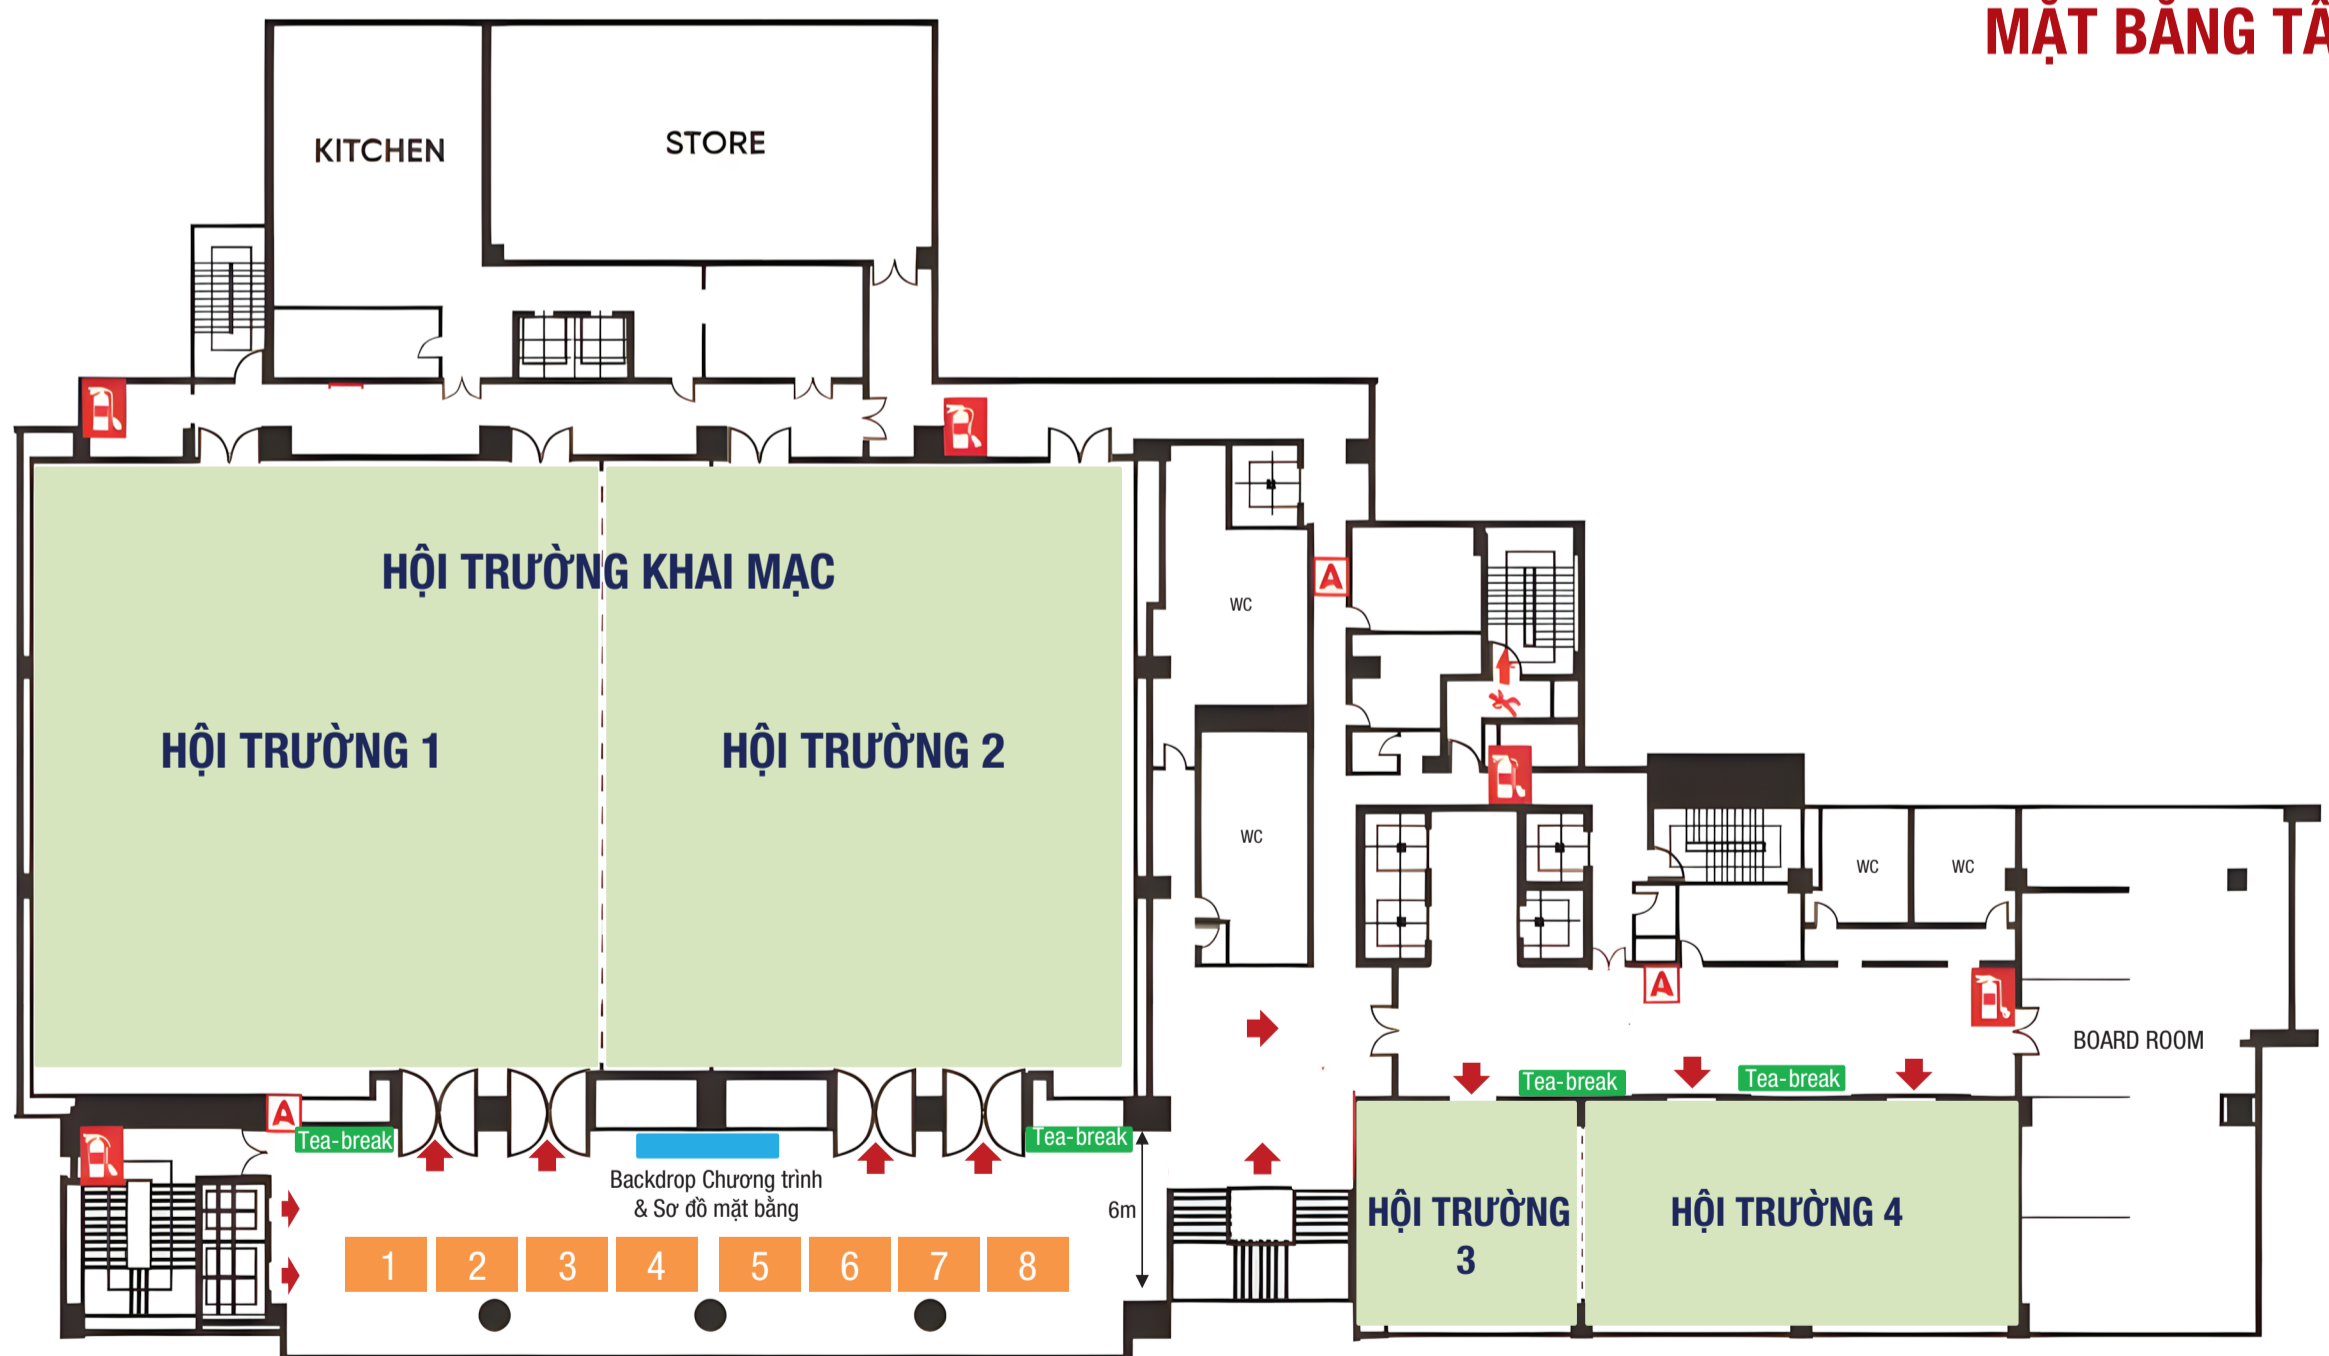 MẶT BẰNG TẦ
KITCHEN
STORE
HỘI TRƯỜNG KHAI MẠC
A
WC
HỘI TRƯỜNG 1
HỘI TRƯỜNG 2
WC
WC
WC
A
BOARD ROOM
Tea-break
Tea-break
A
Tea-break
Tea-break
Backdrop Chương trình
& Sơ đồ mặt bằng
6m
HỘI TRƯỜNG
3
HỘI TRƯỜNG 4
1
2
3
4
5
6
7
8